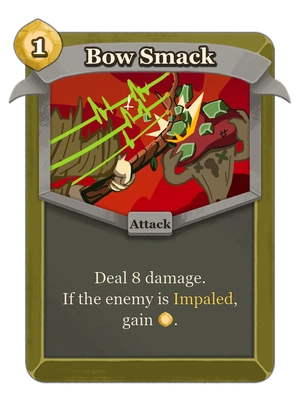 1
Bow Smack
Attack
Deal 8 damage.
If the enemy is Impaled,
gain .